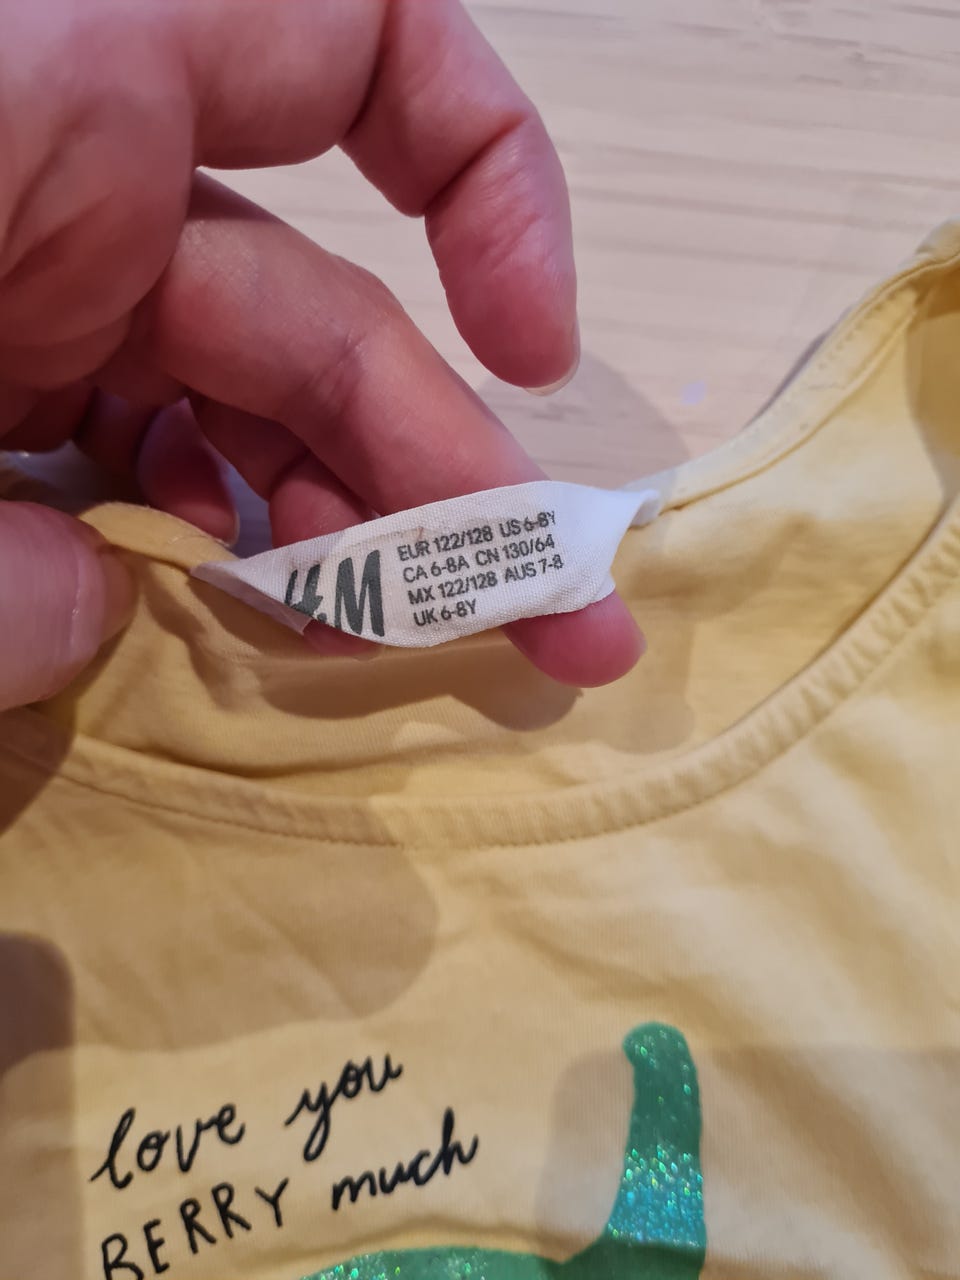 H&M
EUR 122/128 US 6-8Y
CA 6-8A CN 130/64
MX 122/128 AUS 7-8
UK 6-8Y
love you
BERRY much